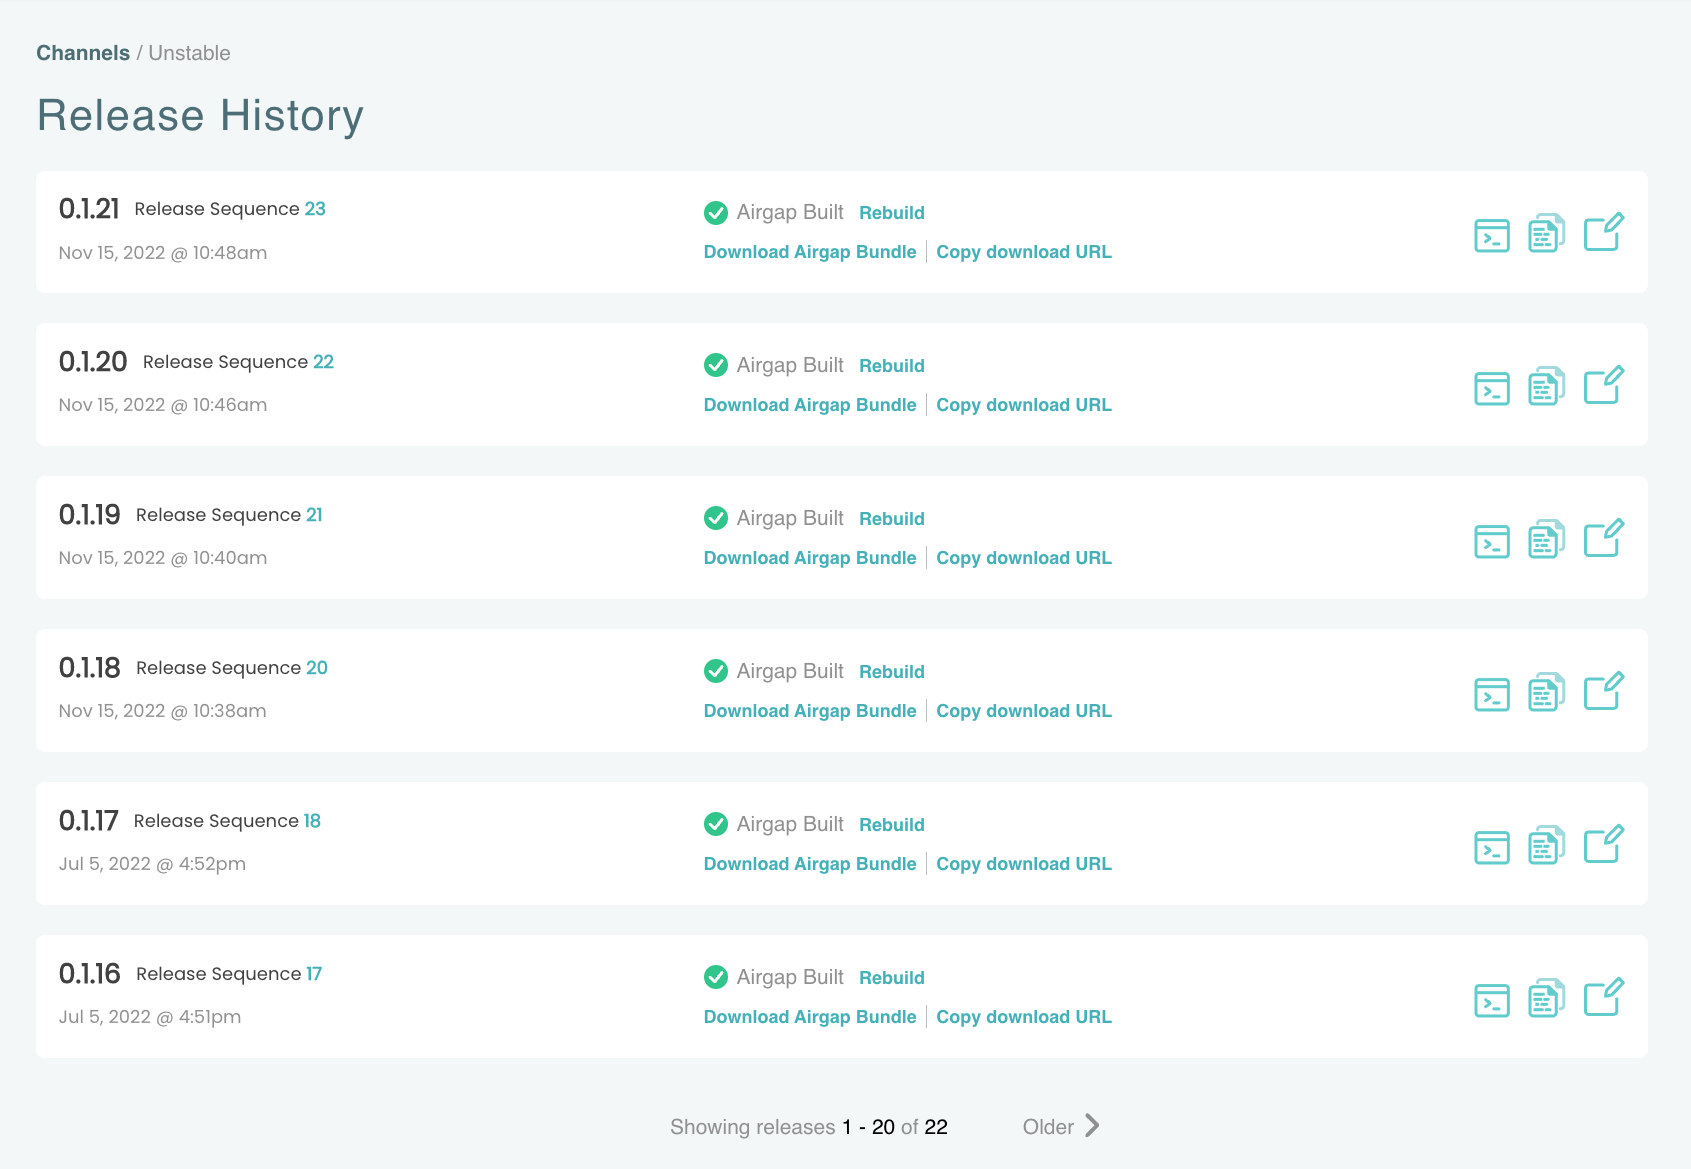 Channels / Unstable
Release History
0.1.21 Release Sequence 23
Airgap Built Rebuild
Nov 15, 2022 @ 10:48am
Download Airgap Bundle | Copy download URL
0.1.20 Release Sequence 22
Airgap Built Rebuild
Nov 15, 2022 @ 10:46am
Download Airgap Bundle | Copy download URL
0.1.19 Release Sequence 21
Airgap Built Rebuild
Nov 15, 2022 @ 10:40am
Download Airgap Bundle | Copy download URL
0.1.18 Release Sequence 20
Airgap Built Rebuild
Nov 15, 2022 @ 10:38am
Download Airgap Bundle | Copy download URL
0.1.17 Release Sequence 18
Airgap Built Rebuild
Jul 5, 2022 @ 4:52pm
Download Airgap Bundle | Copy download URL
0.1.16 Release Sequence 17
Airgap Built Rebuild
Jul 5, 2022 @ 4:51pm
Download Airgap Bundle | Copy download URL
Showing releases 1 - 20 of 22 Older